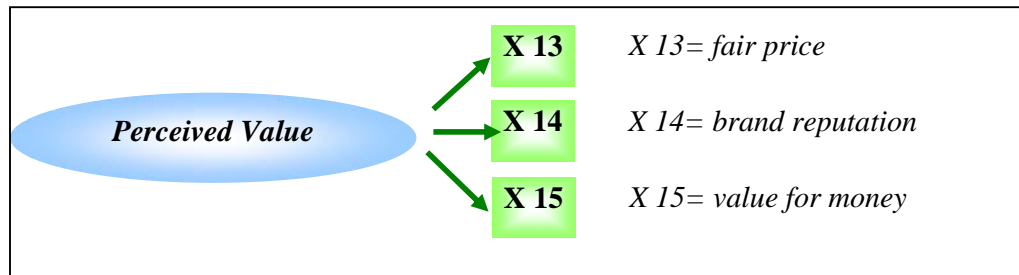 X 13 X 13= fair price
Perceived Value X 14 X 14= brand reputation
X 15 X 15= value for money